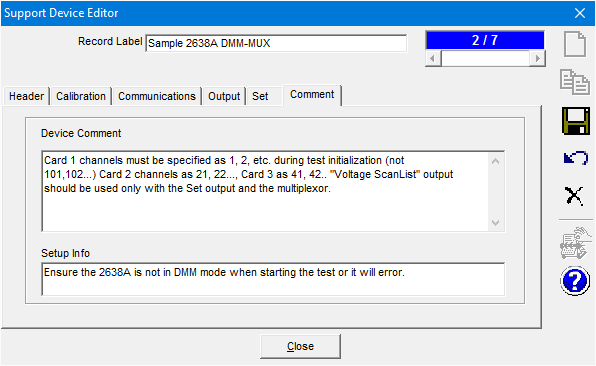 Support Device Editor
Record Label Sample 2638A DMM-MUX 2 / 7
Header Calibration Communications Output Set Comment
Device Comment
Card 1 channels must be specified as 1, 2, etc. during test initialization (not
101,102...) Card 2 channels as 21, 22..., Card 3 as 41, 42.. "Voltage ScanList" output
should be used only with the Set output and the multiplexor.
Setup Info
Ensure the 2638A is not in DMM mode when starting the test or it will error.
Close